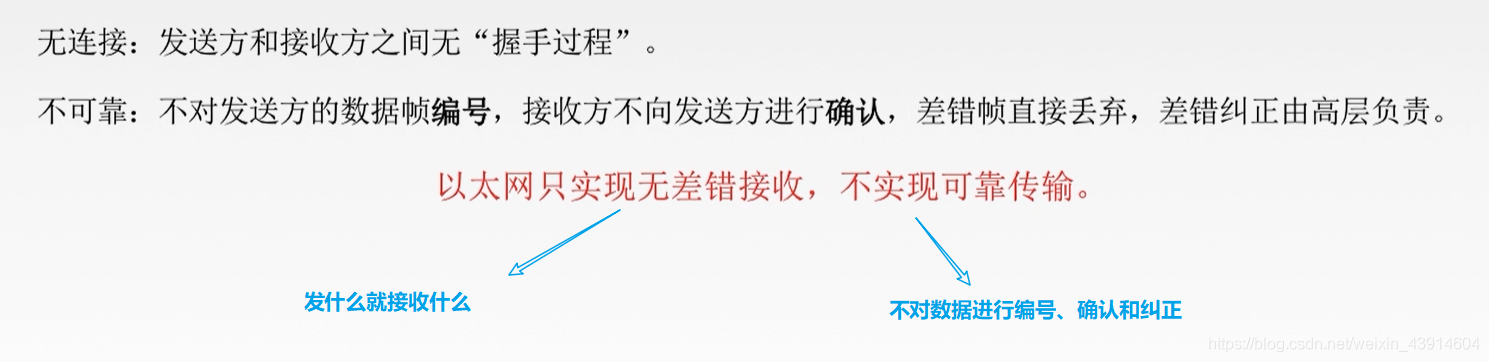 无连接：发送方和接收方之间无“握手过程”。
不可靠：不对发送方的数据帧编号，接收方不向发送方进行确认，差错帧直接丢弃，差错纠正由高层负责。
以太网只实现无差错接收，不实现可靠传输。
发什么就接收什么
不对数据进行编号、确认和纠正
https://blog.csdn.net/weixin_43914604